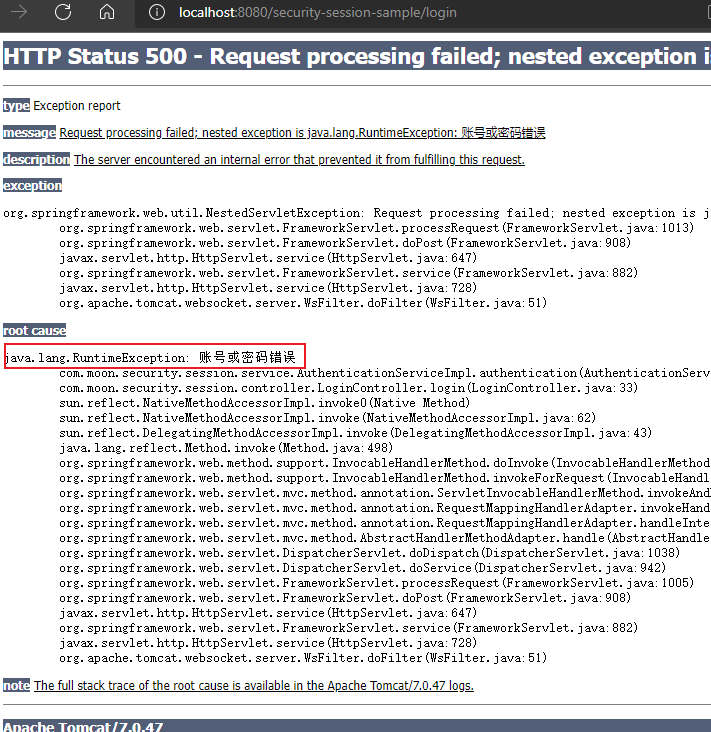 localhost:8080/security-session-sample/login
HTTP Status 500 - Request processing failed; nested exception i
type Exception report
message Request processing failed; nested exception is java.lang.RuntimeException: 账号或密码错误
description The server encountered an internal error that prevented it from fulfilling this request.
exception
org.springframework.web.util.NestedServletException: Request processing failed; nested exception is j
org.springframework.web.servlet.FrameworkServlet.processRequest(FrameworkServlet.java:1013)
org.springframework.web.servlet.FrameworkServlet.doPost(FrameworkServlet.java:908)
javax.servlet.http.HttpServlet.service(HttpServlet.java:647)
org.springframework.web.servlet.FrameworkServlet.service(FrameworkServlet.java:882)
javax.servlet.http.HttpServlet.service(HttpServlet.java:728)
org.apache.tomcat.websocket.server.WsFilter.doFilter(WsFilter.java:51)
root cause
java.lang.RuntimeException: 账号或密码错误
com.moon.security.session.service.AuthenticationServiceImpl.authentication(AuthenticationServ
com.moon.security.session.controller.LoginController.login(LoginController.java:33)
sun.reflect.NativeMethodAccessorImpl.invoke0(Native Method)
sun.reflect.NativeMethodAccessorImpl.invoke(NativeMethodAccessorImpl.java:62)
sun.reflect.DelegatingMethodAccessorImpl.invoke(DelegatingMethodAccessorImpl.java:43)
java.lang.reflect.Method.invoke(Method.java:498)
org.springframework.web.method.support.InvocableHandlerMethod.doInvoke(InvocableHandlerMethod
org.springframework.web.method.support.InvocableHandlerMethod.invokeForRequest(InvocableHandl
org.springframework.web.servlet.mvc.method.annotation.ServletInvocableHandlerMethod.invokeAnd
org.springframework.web.servlet.mvc.method.annotation.RequestMappingHandlerAdapter.invokeHand
org.springframework.web.servlet.mvc.method.annotation.RequestMappingHandlerAdapter.handleInte
org.springframework.web.servlet.mvc.method.AbstractHandlerMethodAdapter.handle(AbstractHandle
org.springframework.web.servlet.DispatcherServlet.doDispatch(DispatcherServlet.java:1038)
org.springframework.web.servlet.DispatcherServlet.doService(DispatcherServlet.java:942)
org.springframework.web.servlet.FrameworkServlet.processRequest(FrameworkServlet.java:1005)
org.springframework.web.servlet.FrameworkServlet.doPost(FrameworkServlet.java:908)
javax.servlet.http.HttpServlet.service(HttpServlet.java:647)
org.springframework.web.servlet.FrameworkServlet.service(FrameworkServlet.java:882)
javax.servlet.http.HttpServlet.service(HttpServlet.java:728)
org.apache.tomcat.websocket.server.WsFilter.doFilter(WsFilter.java:51)
note The full stack trace of the root cause is available in the Apache Tomcat/7.0.47 logs.
Apache Tomcat/7.0.47